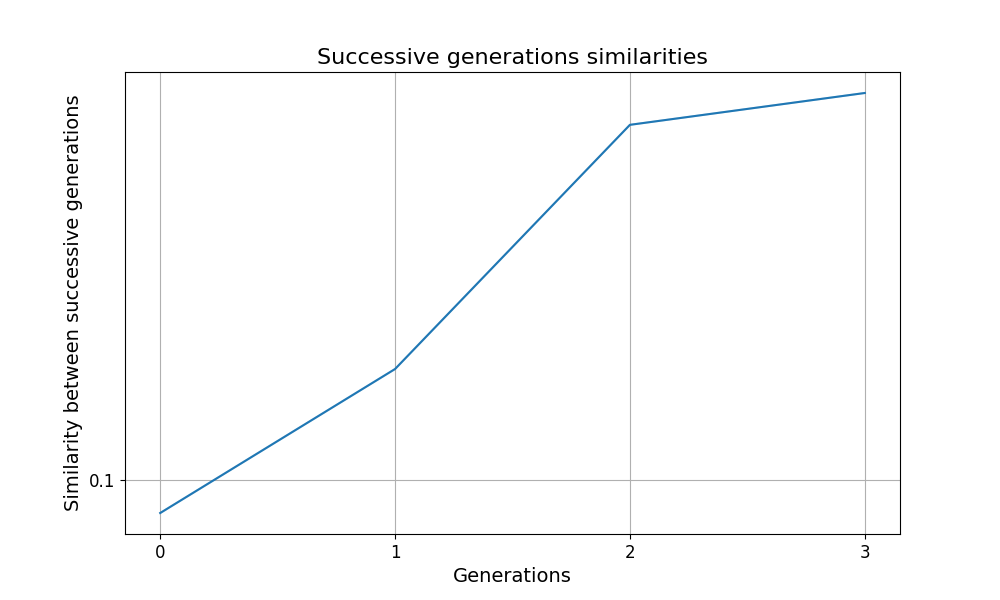 Successive generations similarities
Similarity between successive generations
0.1
0 1 2 3
Generations